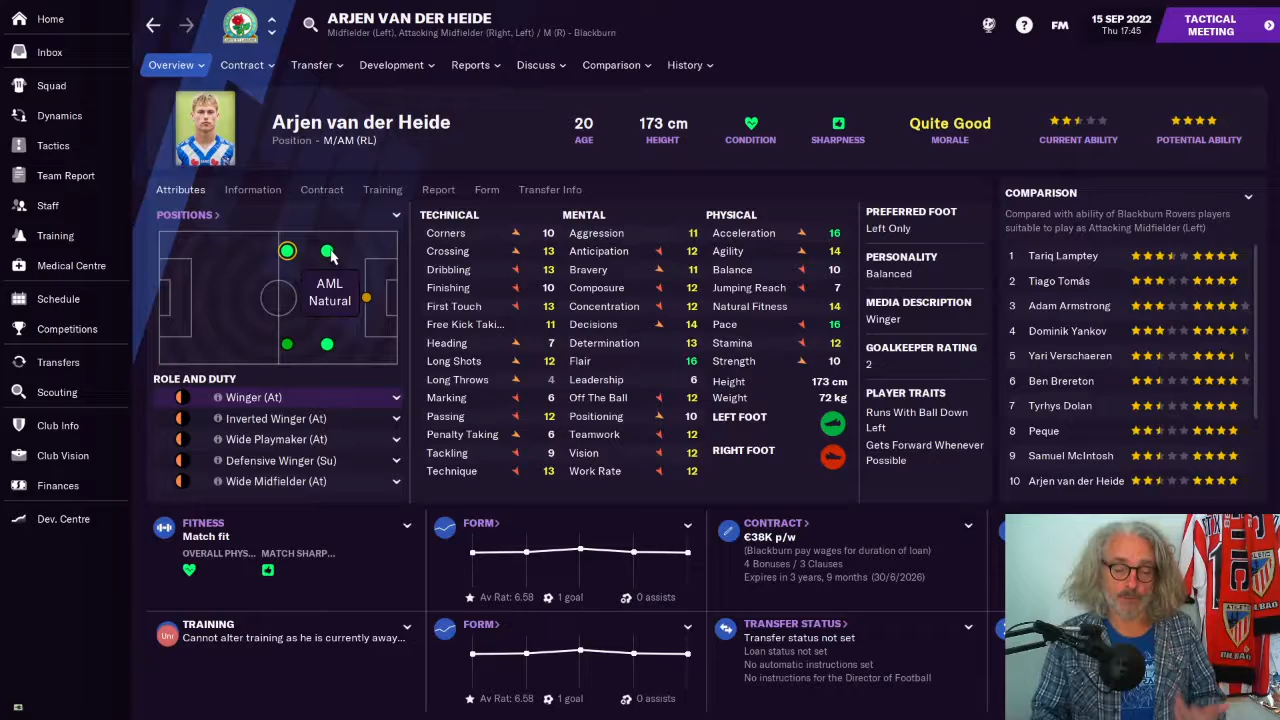 Home
Inbox
Squad
Dynamics
Tactics
Team Report
Staff
Training
Medical Centre
Schedule
Competitions
Transfers
Scouting
Club Info
Club Vision
Finances
Dev. Centre
ARJEN VAN DER HEIDE
Midfielder (Left), Attacking Midfielder (Right, Left) / M (R) - Blackburn
FM
15 SEP 2022
Thu 17:45
TACTICAL
MEETING
Overview Contract Transfer Development Reports Discuss Comparison History
Arjen van der Heide
Position - M/AM (RL)
20
AGE
173 cm
HEIGHT
CONDITION
SHARPNESS
Quite Good
MORALE
CURRENT ABILITY
POTENTIAL ABILITY
Attributes Information Contract Training Report Form Transfer Info
POSITIONS >
AML
Natural
ROLE AND DUTY
Winger (At)
Inverted Winger (At)
Wide Playmaker (At)
Defensive Winger (Su)
Wide Midfielder (At)
TECHNICAL
Corners 10
Crossing 13
Dribbling 13
Finishing 10
First Touch 13
Free Kick Taki... 11
Heading 7
Long Shots 12
Long Throws 4
Marking 6
Passing 12
Penalty Taking 6
Tackling 9
Technique 13
MENTAL
Aggression 11
Anticipation 12
Bravery 11
Composure 12
Concentration 12
Decisions 14
Determination 13
Flair 16
Leadership 6
Off The Ball 12
Positioning 10
Teamwork 12
Vision 12
Work Rate 12
PHYSICAL
Acceleration 16
Agility 14
Balance 10
Jumping Reach 7
Natural Fitness 14
Pace 16
Stamina 12
Strength 10
Height 173 cm
Weight 72 kg
LEFT FOOT
RIGHT FOOT
PREFERRED FOOT
Left Only
PERSONALITY
Balanced
MEDIA DESCRIPTION
Winger
GOALKEEPER RATING
2
PLAYER TRAITS
Runs With Ball Down
Left
Gets Forward Whenever
Possible
COMPARISON
Compared with ability of Blackburn Rovers players
suitable to play as Attacking Midfielder (Left)
1 Tariq Lamptey
2 Tiago Tomás
3 Adam Armstrong
4 Dominik Yankov
5 Yari Verschaeren
6 Ben Brereton
7 Tyrhys Dolan
8 Peque
9 Samuel McIntosh
10 Arjen van der Heide
FITNESS
Match fit
OVERALL PHYS... MATCH SHARP...
FORM >
Av Rat: 6.58 1 goal 0 assists
CONTRACT >
€38K p/w
(Blackburn pay wages for duration of loan)
4 Bonuses / 3 Clauses
Expires in 3 years, 9 months (30/6/2026)
Unr
TRAINING
Cannot alter training as he is currently away...
FORM >
Av Rat: 6.58 1 goal 0 assists
TRANSFER STATUS >
Transfer status not set
Loan status not set
No automatic instructions set
No instructions for the Director of Football